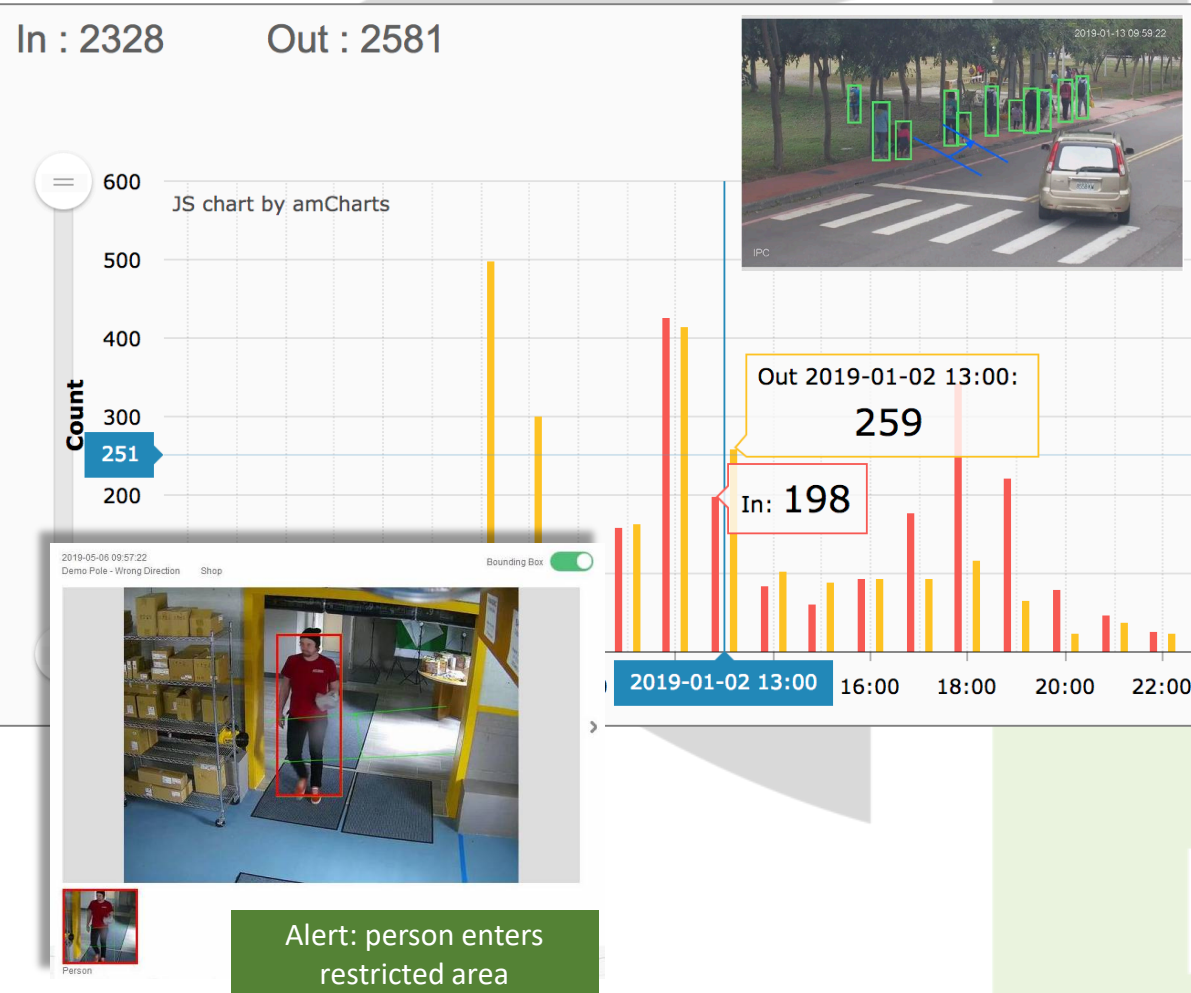 In : 2328
Out : 2581
2019-01-13 09:59:22
IPC
JS chart by amCharts
600
500
400
300
200
Count
251
Out 2019-01-02 13:00:
259
In: 198
2019-01-02 13:00
16:00
18:00
20:00
22:00
2019-05-06 09:57:22
Demo Pole - Wrong Direction
Shop
Bounding Box
Person
Alert: person enters
restricted area